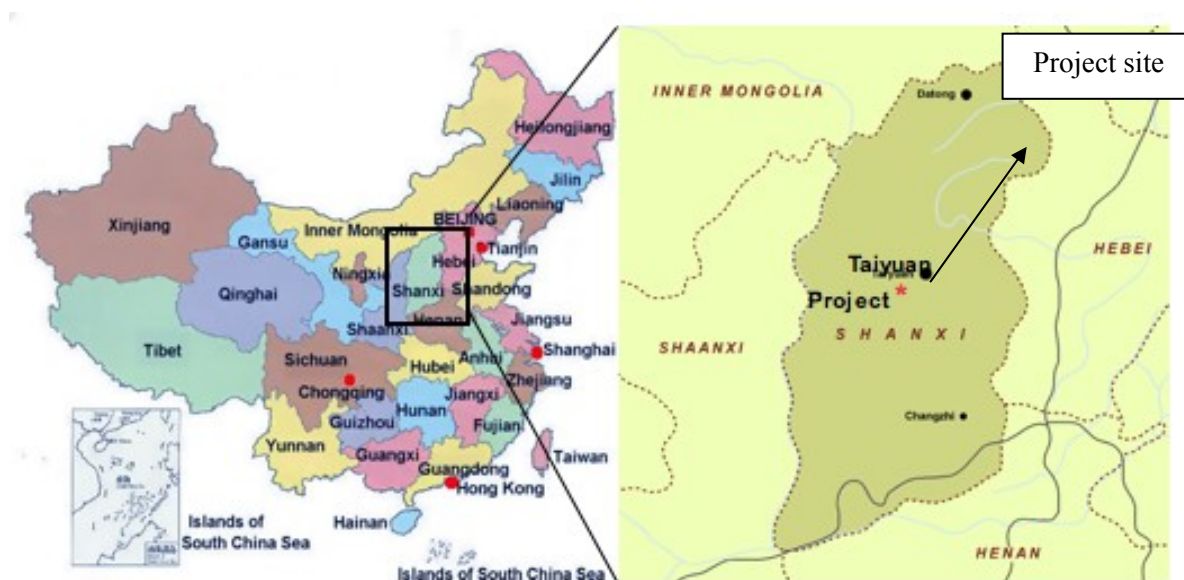 Heilongjiang
Jilin
Liaoning
Xinjiang
Inner Mongolia
BEIJING
Gansu
Tianjin
Hebei
Ningxia
Qinghai
Shanxi
Shandong
Shaanxi
Henan
Jiangsu
Tibet
Sichuan
Anhui
Shanghai
Hubei
Chongqing
Zhejiang
Hunan
Jiangxi
Guizhou
Fujian
Yunnan
Guangxi
Taiwan
Guangdong
Hong Kong
Hainan
Islands of
South China Sea
Islands of South China Sea
Project site
INNER MONGOLIA
Datong
HEBEI
Taiyuan
Project *
SHAANXI
SHANXI
Changzhi
HENAN